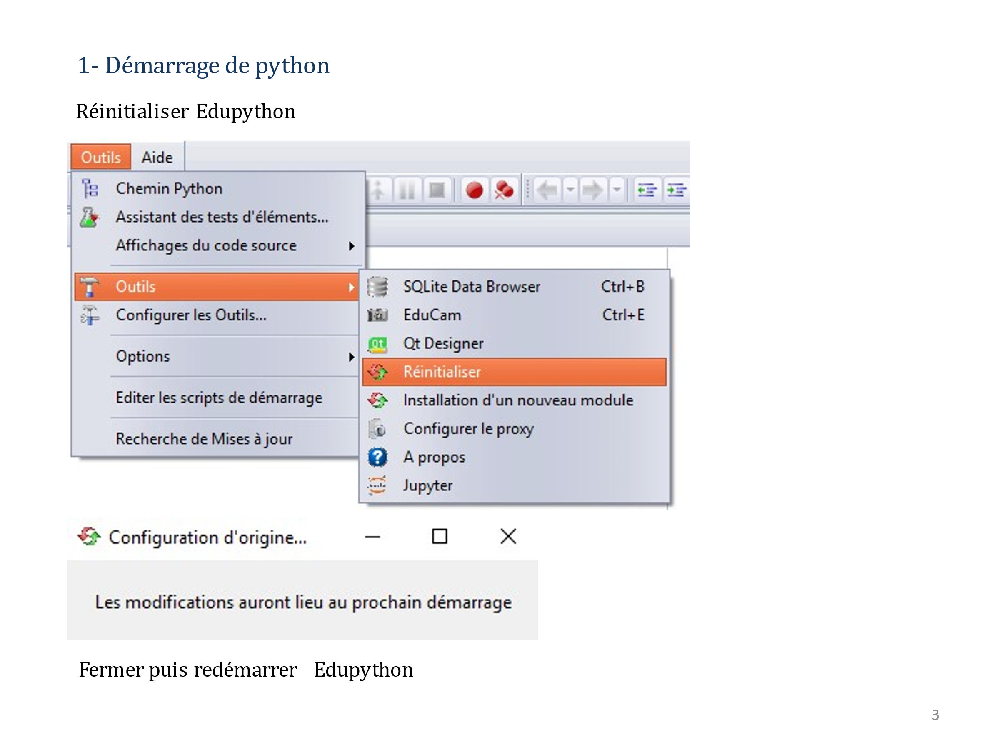 1- Démarrage de python
Réinitialiser Edupython
Outils Aide
Chemin Python
Assistant des tests d'éléments...
Affichages du code source
Outils
Configurer les Outils...
Options
Editer les scripts de démarrage
Recherche de Mises à jour
SQLite Data Browser Ctrl+B
EduCam Ctrl+E
Qt Designer
Réinitialiser
Installation d'un nouveau module
Configurer le proxy
A propos
Jupyter
Configuration d'origine...
Les modifications auront lieu au prochain démarrage
Fermer puis redémarrer Edupython
3